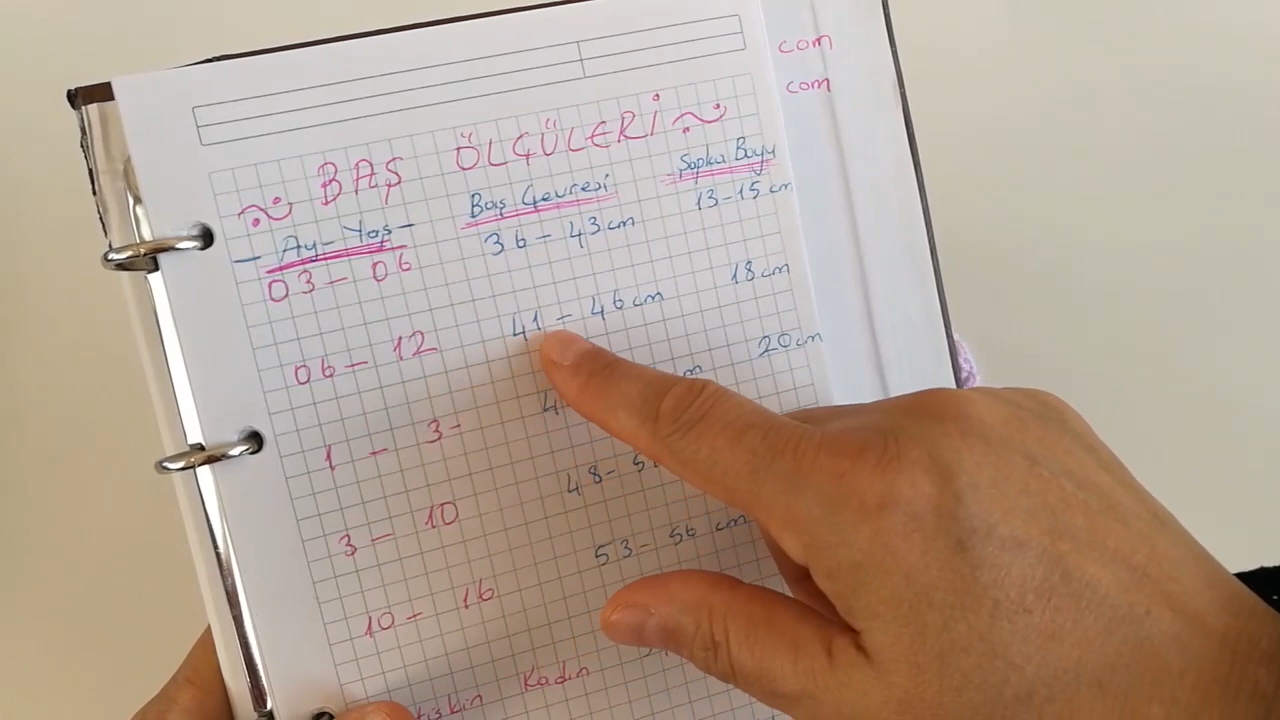 ~ BAŞ ÖLÇÜLERİ ~
- Ay - Yaş - Baş Çevresi Şapka Boyu
03 - 06 36 - 43 cm 13 - 15 cm
06 - 12 41 - 46 cm 18 cm
1 - 3 - 20 cm
3 - 10 48 -
10 - 16 53 - 56 cm
Kadın
com
com